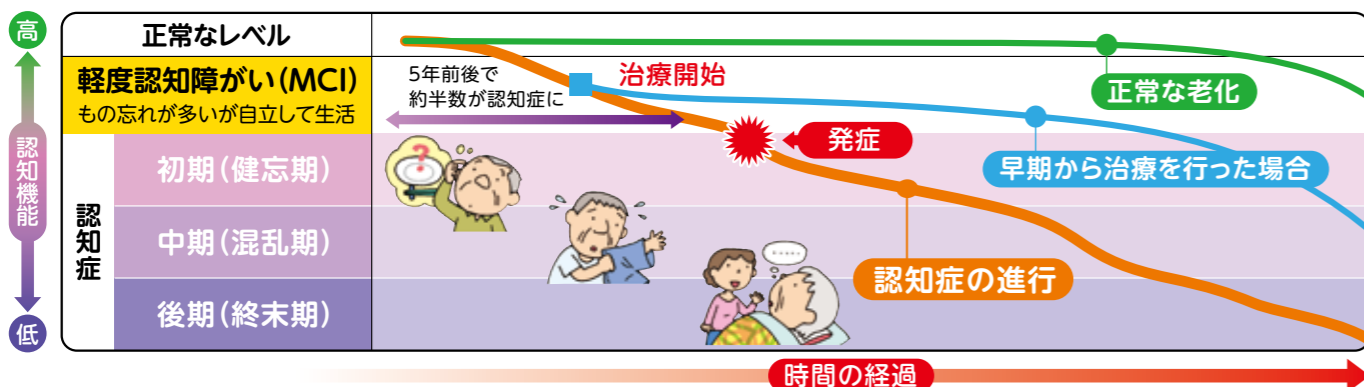 高
認知機能
低
正常なレベル
軽度認知障がい(MCI)
もの忘れが多いが自立して生活
認知症
初期(健忘期)
中期(混乱期)
後期(終末期)
5年前後で
約半数が認知症に
治療開始
発症
正常な老化
早期から治療を行った場合
認知症の進行
?
……
時間の経過